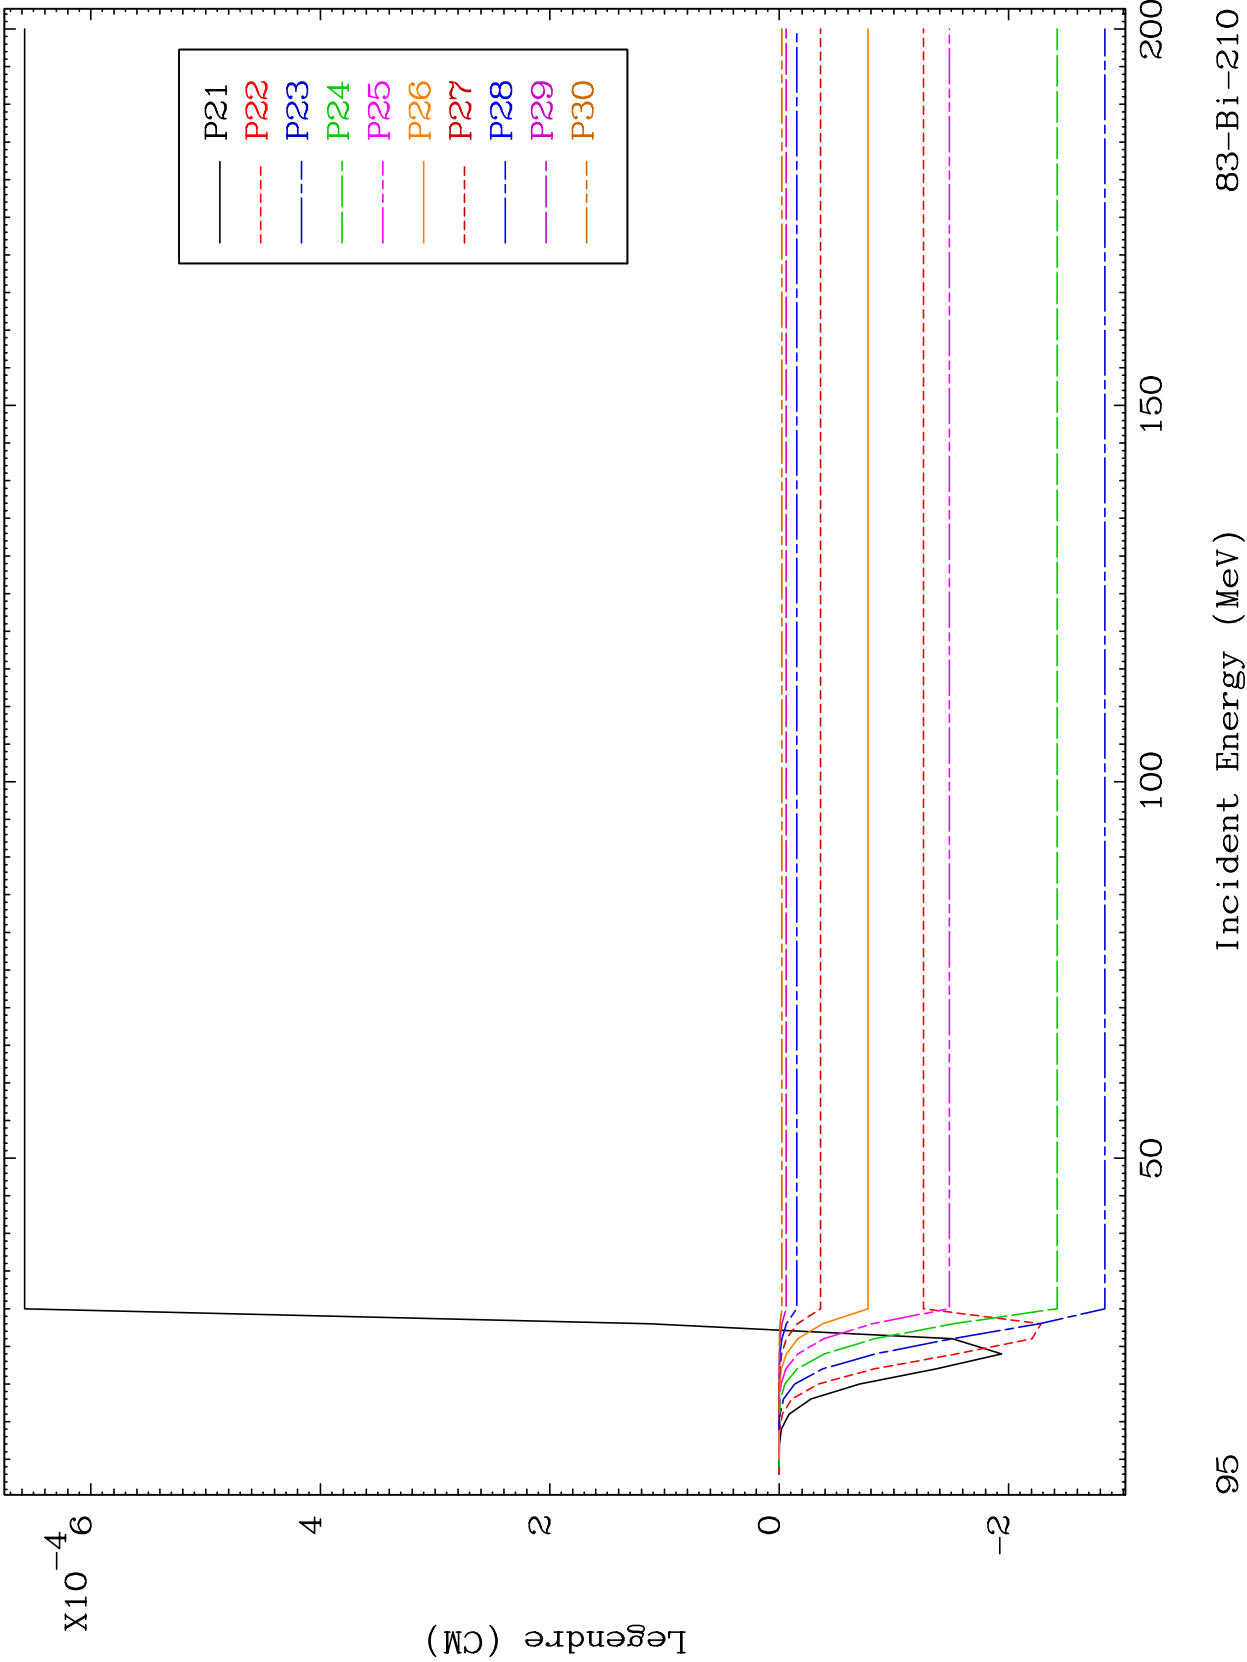 X10-4
6
4
2
0
-2
Legendre (CM)
P21
P22
P23
P24
P25
P26
P27
P28
P29
P30
50
100
150
200
95
Incident Energy (MeV)
83-Bi-210